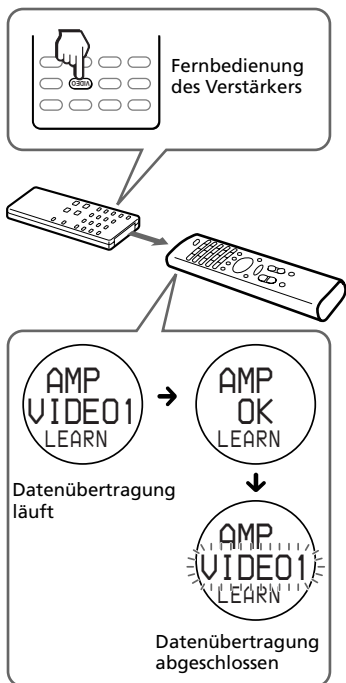 VIDEO
Fernbedienung
des Verstärkers
AMP
VIDEO1
LEARN
AMP
OK
LEARN
Datenübertragung
läuft
AMP
VIDEO1
LEARN
Datenübertragung
abgeschlossen